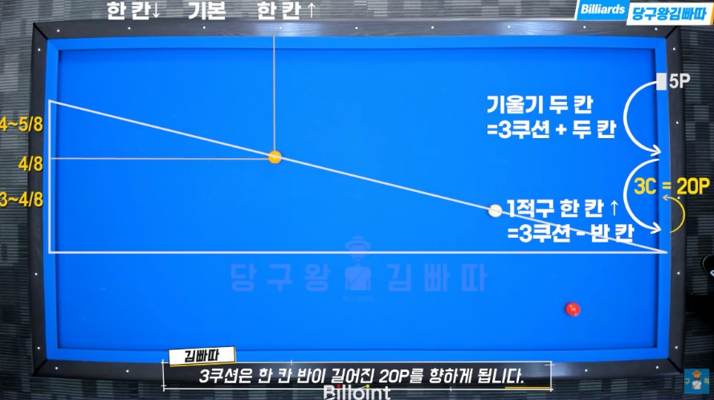 한 칸↓ 기본 한 칸↑
Billiards 당구왕김빠따
5P
기울기 두 칸
=3쿠션 + 두 칸
4~5/8
4/8
3~4/8
3C = 20P
1적구 한 칸↑
=3쿠션 - 반 칸
당구왕 김빠따
김빠따
3쿠션은 한 칸 반이 길어진 20P를 향하게 됩니다.
Billoint